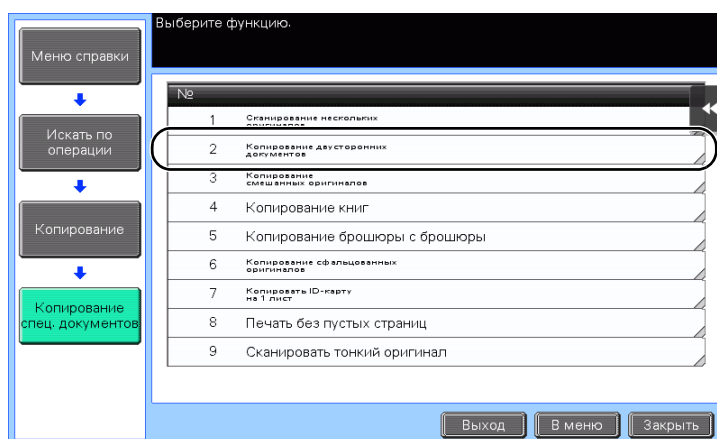 Выберите функцию.
Меню справки
Искать по
операции
Копирование
Копирование
спец. документов
№
1 Сканирование нескольких
оригиналов
2 Копирование двусторонних
документов
3 Копирование
смешанных оригиналов
4 Копирование книг
5 Копирование брошюры с брошюры
6 Копирование сфальцованных
оригиналов
7 Копировать ID-карту
на 1 лист
8 Печать без пустых страниц
9 Сканировать тонкий оригинал
Выход В меню Закрыть